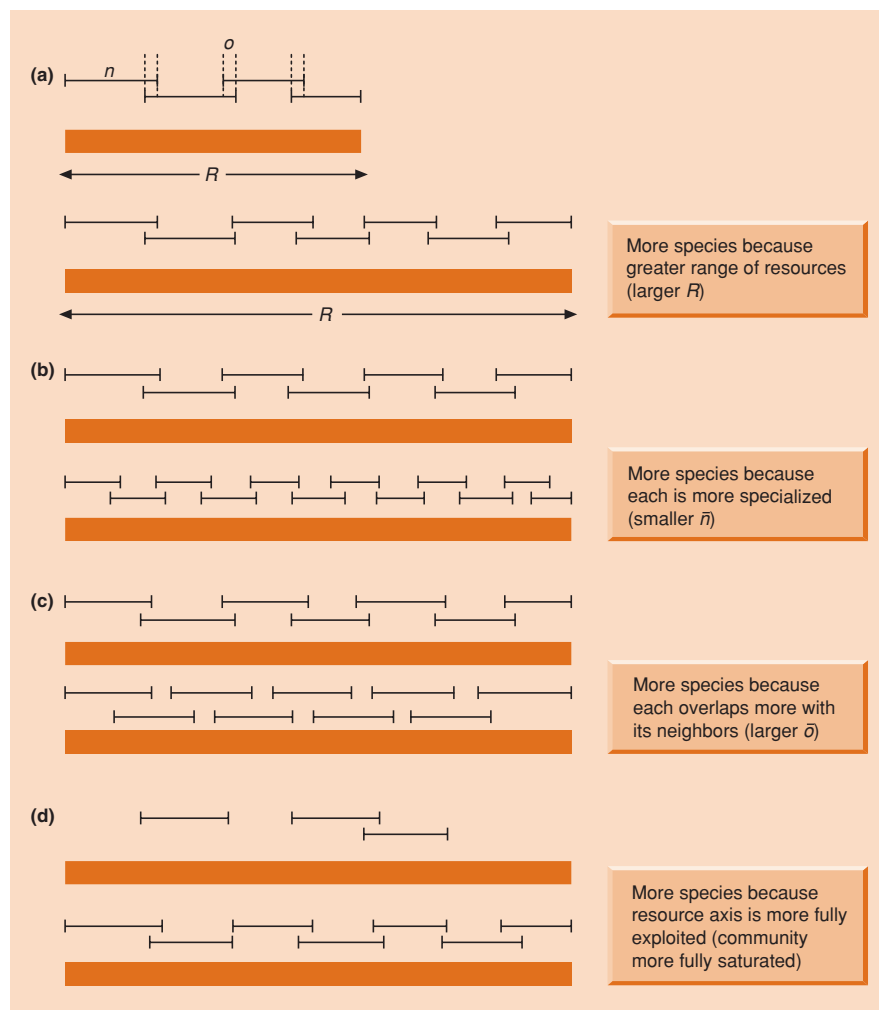 o
(a) n
R
More species because
greater range of resources
(larger R)
R
(b)
More species because
each is more specialized
(smaller n̄)
(c)
More species because
each overlaps more with
its neighbors (larger ō)
(d)
More species because
resource axis is more fully
exploited (community
more fully saturated)